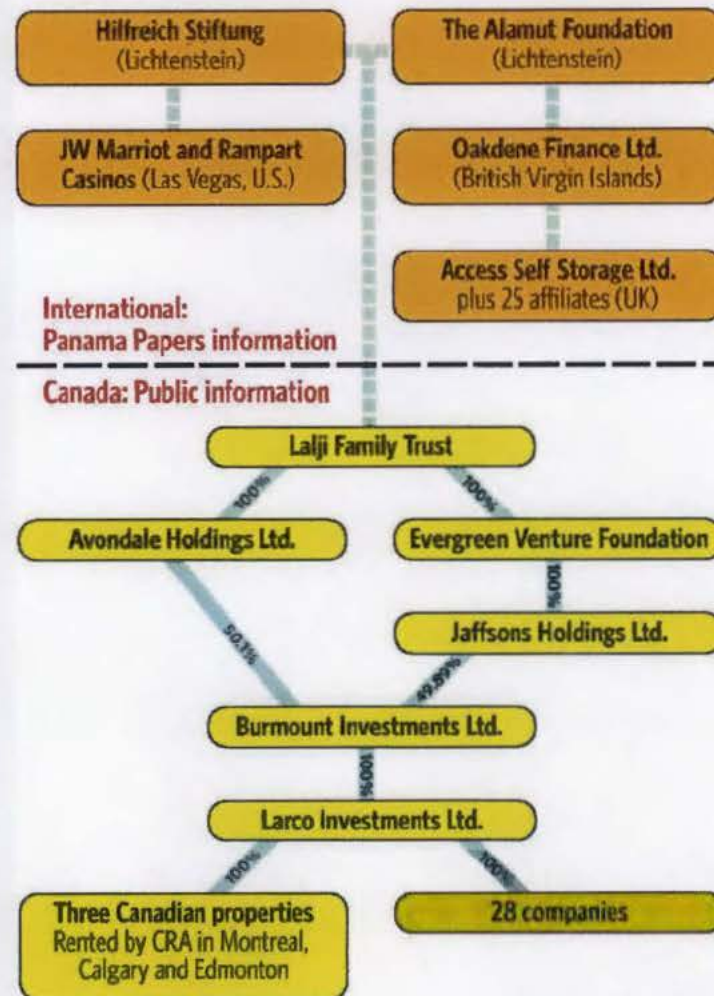 Hilfreich Stiftung
(Lichtenstein)
The Alamut Foundation
(Lichtenstein)
JW Marriot and Rampart
Casinos (Las Vegas, U.S.)
Oakdene Finance Ltd.
(British Virgin Islands)
Access Self Storage Ltd.
plus 25 affiliates (UK)
International:
Panama Papers information
Canada: Public information
Lalji Family Trust
100%
100%
Avondale Holdings Ltd.
Evergreen Venture Foundation
100%
Jaffsons Holdings Ltd.
50.1%
49.89%
Burmount Investments Ltd.
100%
Larco Investments Ltd.
100%
100%
Three Canadian properties
Rented by CRA in Montreal,
Calgary and Edmonton
28 companies